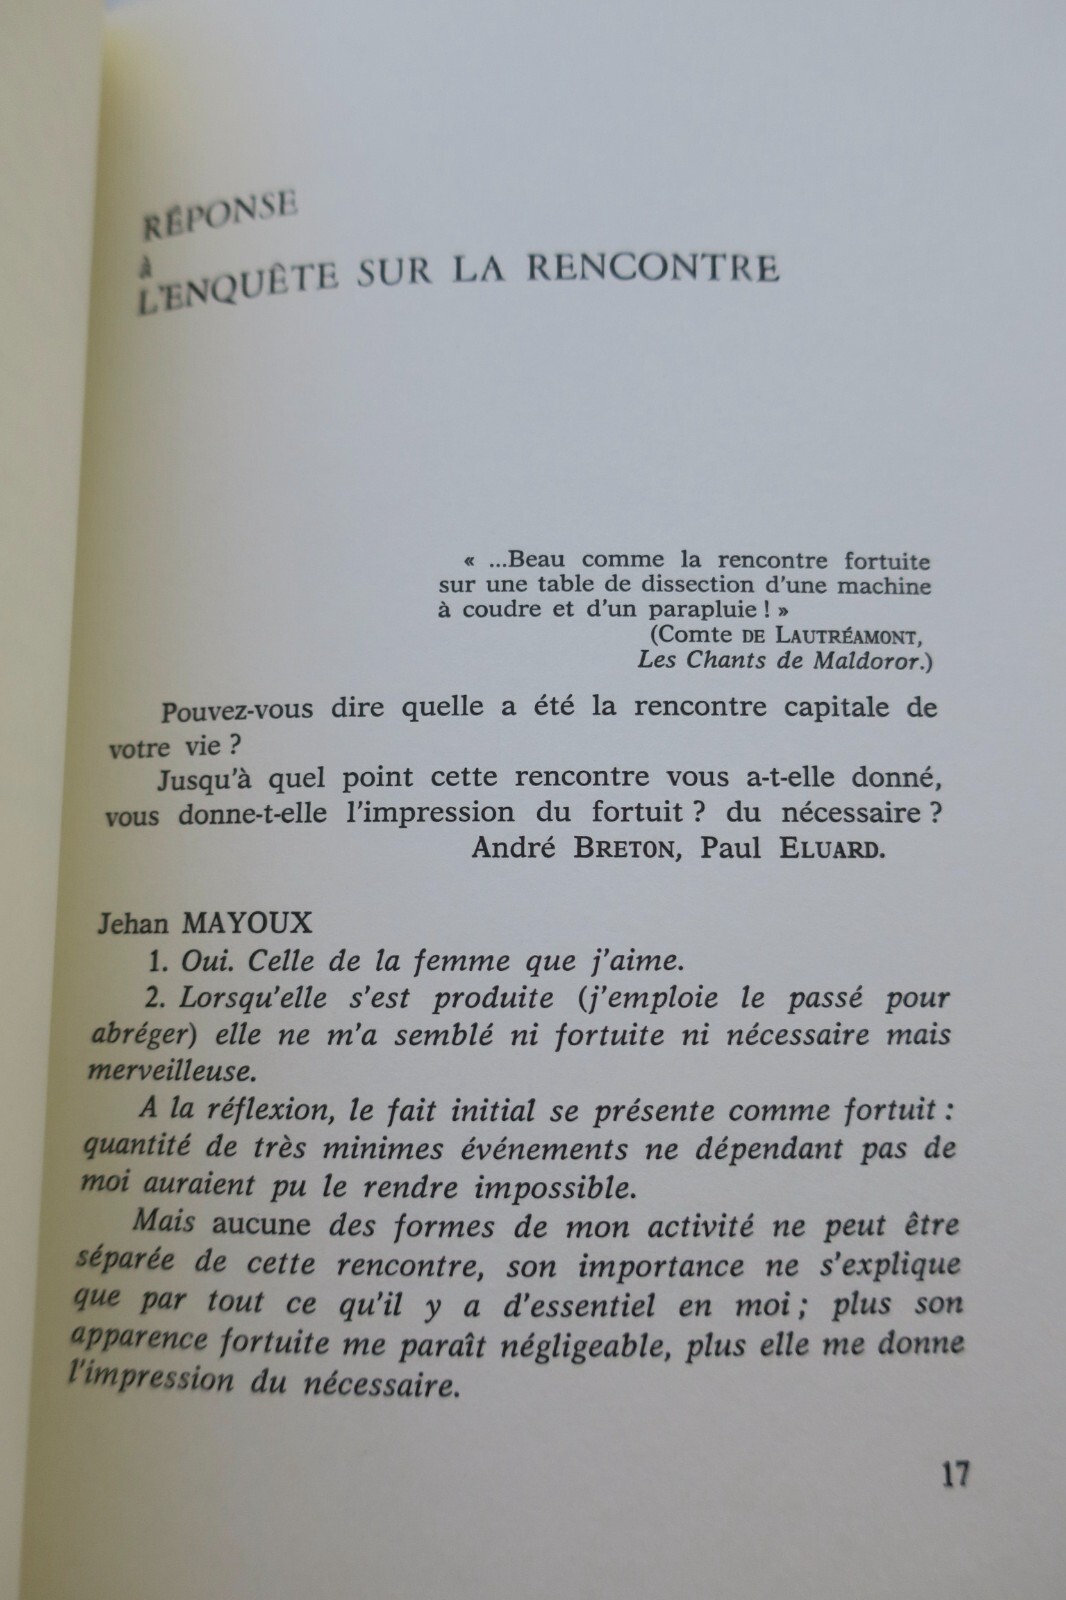 RÉPONSE
à
L'ENQUÊTE SUR LA RENCONTRE
« ...Beau comme la rencontre fortuite
sur une table de dissection d'une machine
à coudre et d'un parapluie ! »
(Comte DE LAUTRÉAMONT,
Les Chants de Maldoror.)
Pouvez-vous dire quelle a été la rencontre capitale de
votre vie ?
Jusqu'à quel point cette rencontre vous a-t-elle donné,
vous donne-t-elle l'impression du fortuit ? du nécessaire ?
André BRETON, Paul ELUARD.
Jehan MAYOUX
1. Oui. Celle de la femme que j'aime.
2. Lorsqu'elle s'est produite (j'emploie le passé pour
abréger) elle ne m'a semblé ni fortuite ni nécessaire mais
merveilleuse.
A la réflexion, le fait initial se présente comme fortuit :
quantité de très minimes événements ne dépendant pas de
moi auraient pu le rendre impossible.
Mais aucune des formes de mon activité ne peut être
séparée de cette rencontre, son importance ne s'explique
que par tout ce qu'il y a d'essentiel en moi ; plus son
apparence fortuite me paraît négligeable, plus elle me donne
l'impression du nécessaire.
17